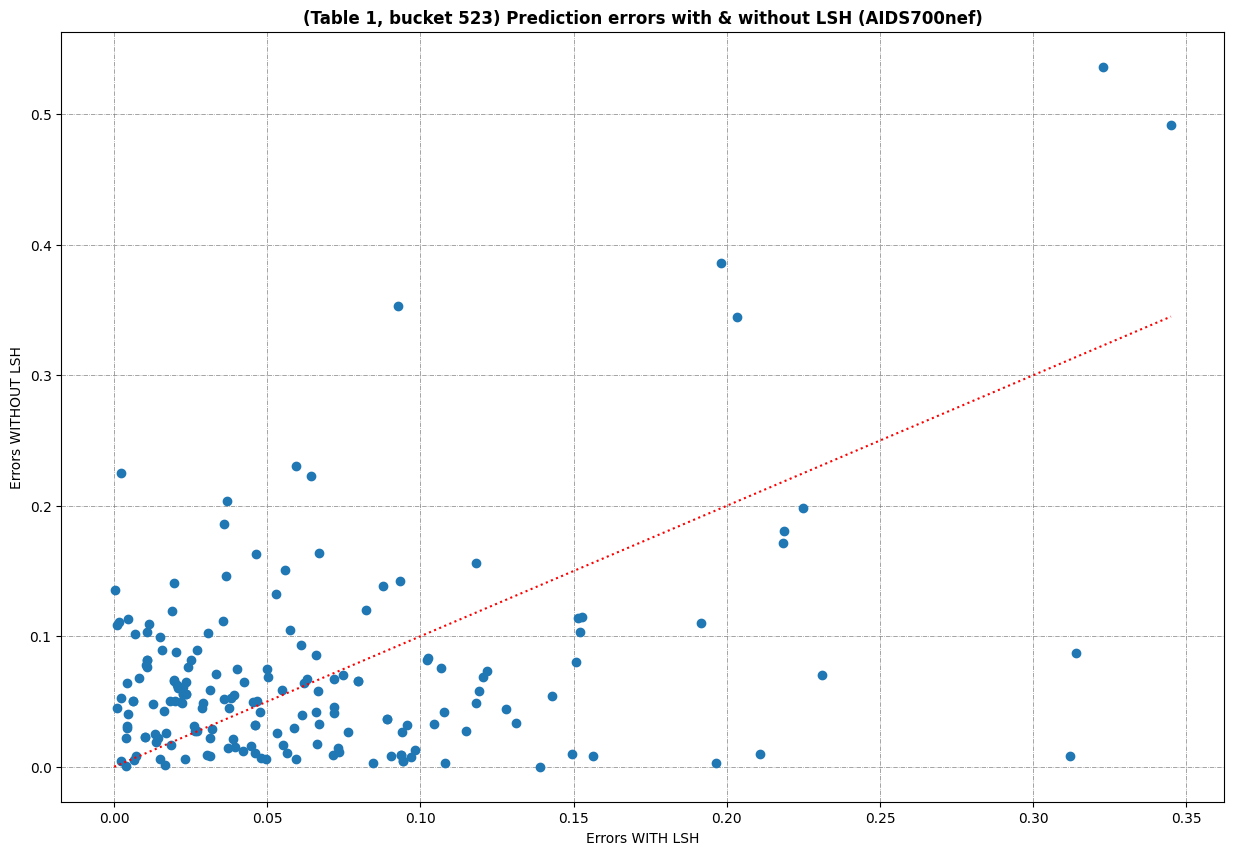 (Table 1, bucket 523) Prediction errors with & without LSH (AIDS700nef)
0.5
0.4
0.3
0.2
0.1
0.0
Errors WITHOUT LSH
0.00 0.05 0.10 0.15 0.20 0.25 0.30 0.35
Errors WITH LSH